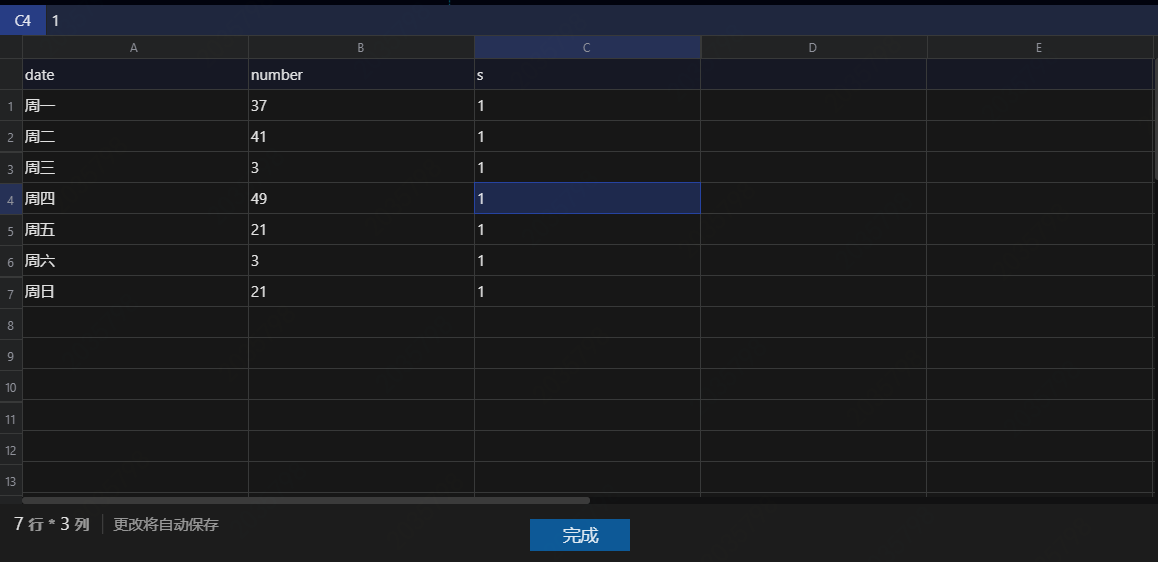 C4 1
A B C D E
date number s
1 周一 37 1
2 周二 41 1
3 周三 3 1
4 周四 49 1
5 周五 21 1
6 周六 3 1
7 周日 21 1
8
9
10
11
12
13
7 行 * 3 列 更改将自动保存
完成